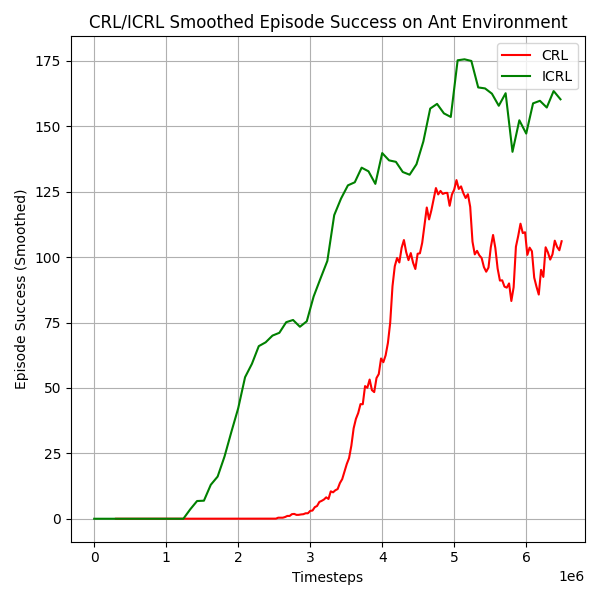 CRL/ICRL Smoothed Episode Success on Ant Environment
CRL
ICRL
Episode Success (Smoothed)
175
150
125
100
75
50
25
0
0 1 2 3 4 5 6
1e6
Timesteps